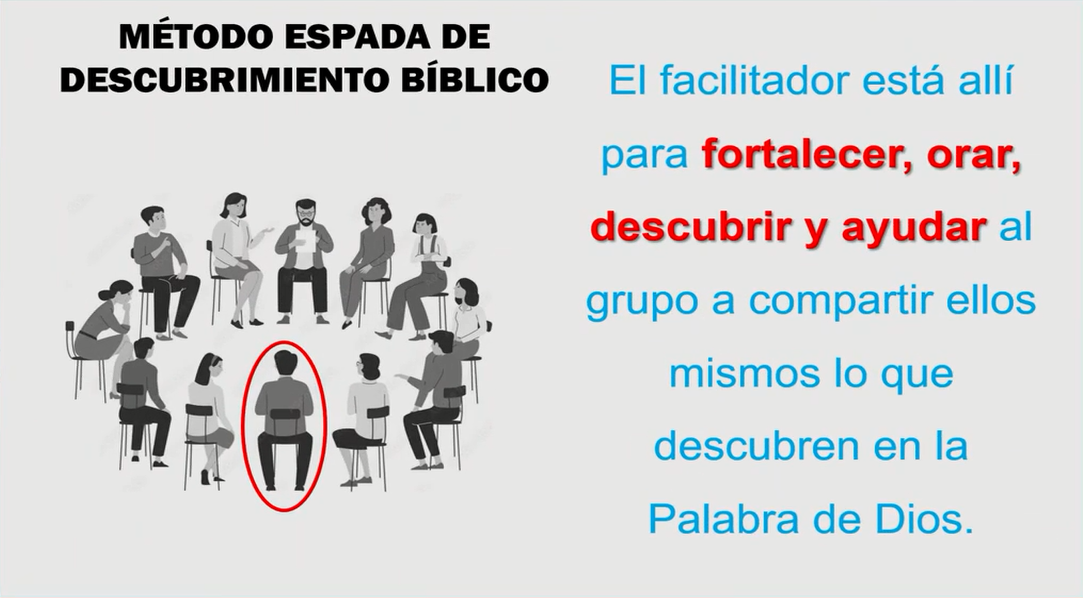 MÉTODO ESPADA DE
DESCUBRIMIENTO BÍBLICO
El facilitador está allí
para fortalecer, orar,
descubrir y ayudar al
grupo a compartir ellos
mismos lo que
descubren en la
Palabra de Dios.